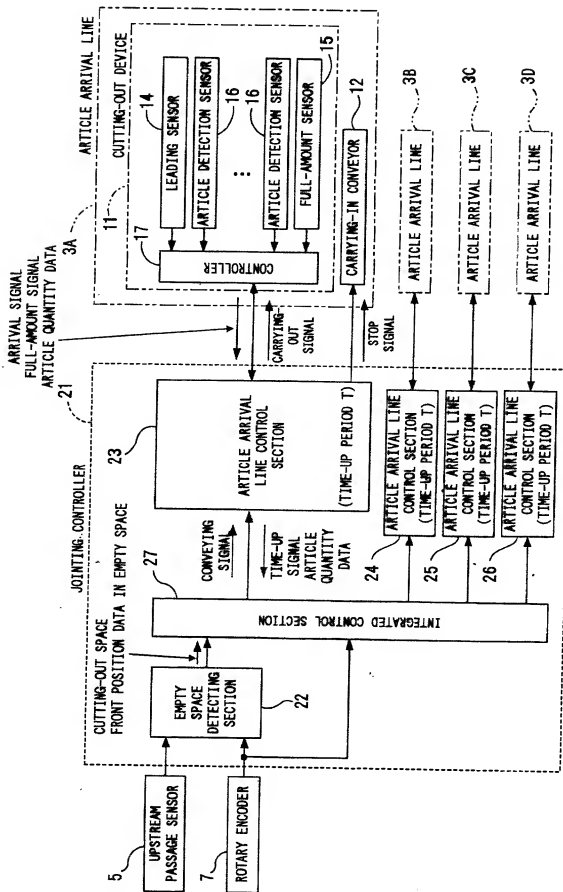 ARTICLE ARRIVAL LINE
3A
CUTTING-OUT DEVICE
11
LEADING SENSOR
14
ARTICLE DETECTION SENSOR
16
ARTICLE DETECTION SENSOR
16
FULL-AMOUNT SENSOR
15
CONTROLLER
17
CARRYING-IN CONVEYOR
12
ARRIVAL SIGNAL
FULL-AMOUNT SIGNAL
ARTICLE QUANTITY DATA
CARRYING-
OUT SIGNAL
STOP
SIGNAL
21
JOINTING CONTROLLER
23
ARTICLE ARRIVAL
LINE CONTROL
SECTION
(TIME-UP PERIOD T)
CONVEYING
SIGNAL
TIME-UP
SIGNAL
ARTICLE
QUANTITY
DATA
27
INTEGRATED CONTROL SECTION
CUTTING-OUT SPACE
FRONT POSITION DATA IN EMPTY SPACE
EMPTY
SPACE
DETECTING
SECTION
22
UPSTREAM
PASSAGE SENSOR
5
ROTARY ENCODER
7
ARTICLE ARRIVAL LINE
CONTROL SECTION
(TIME-UP PERIOD T)
24
ARTICLE ARRIVAL LINE
CONTROL SECTION
(TIME-UP PERIOD T)
25
ARTICLE ARRIVAL LINE
CONTROL SECTION
(TIME-UP PERIOD T)
26
ARTICLE ARRIVAL LINE
3B
ARTICLE ARRIVAL LINE
3C
ARTICLE ARRIVAL LINE
3D